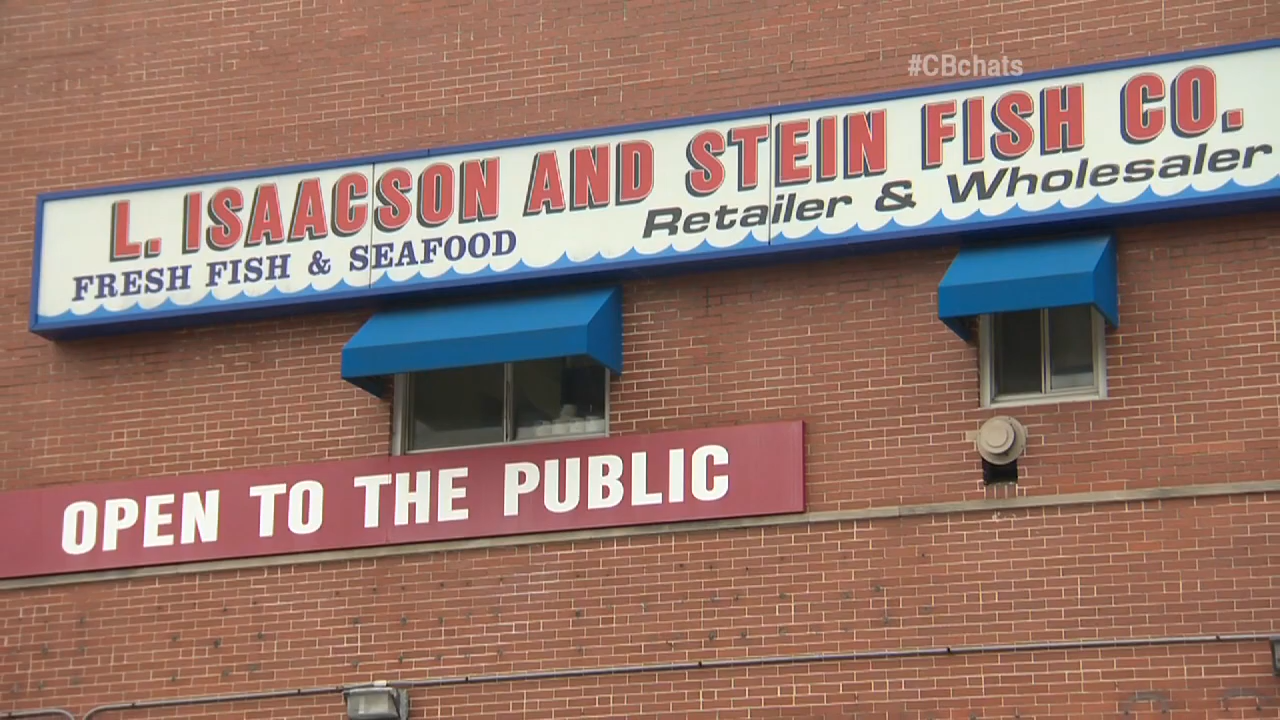 #CBchats
L. ISAACSON AND STEIN FISH CO.
FRESH FISH & SEAFOOD
Retailer & Wholesaler
OPEN TO THE PUBLIC